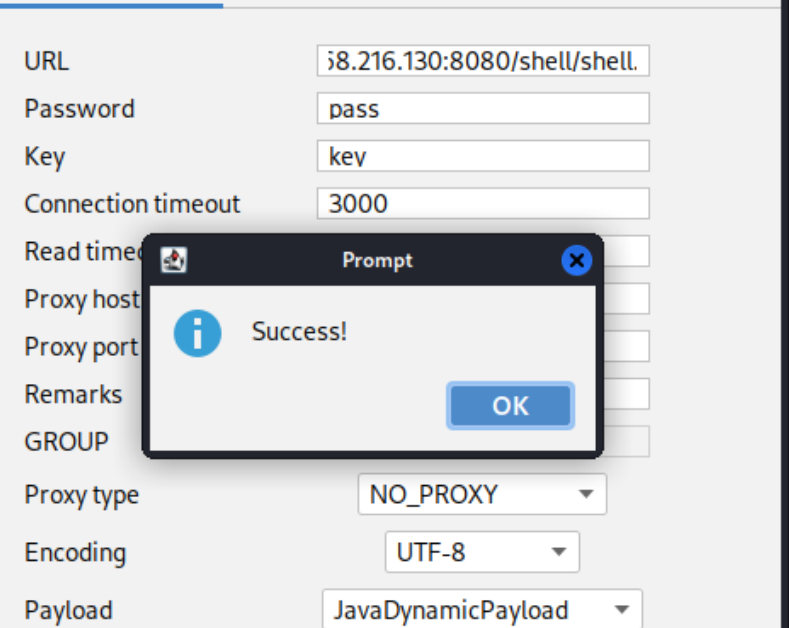 URL 58.216.130:8080/shell/shell.
Password pass
Key key
Connection timeout 3000
Read timeo
Prompt
Proxy host
Success!
Proxy port
Remarks
OK
GROUP
Proxy type NO_PROXY
Encoding UTF-8
Payload JavaDynamicPayload